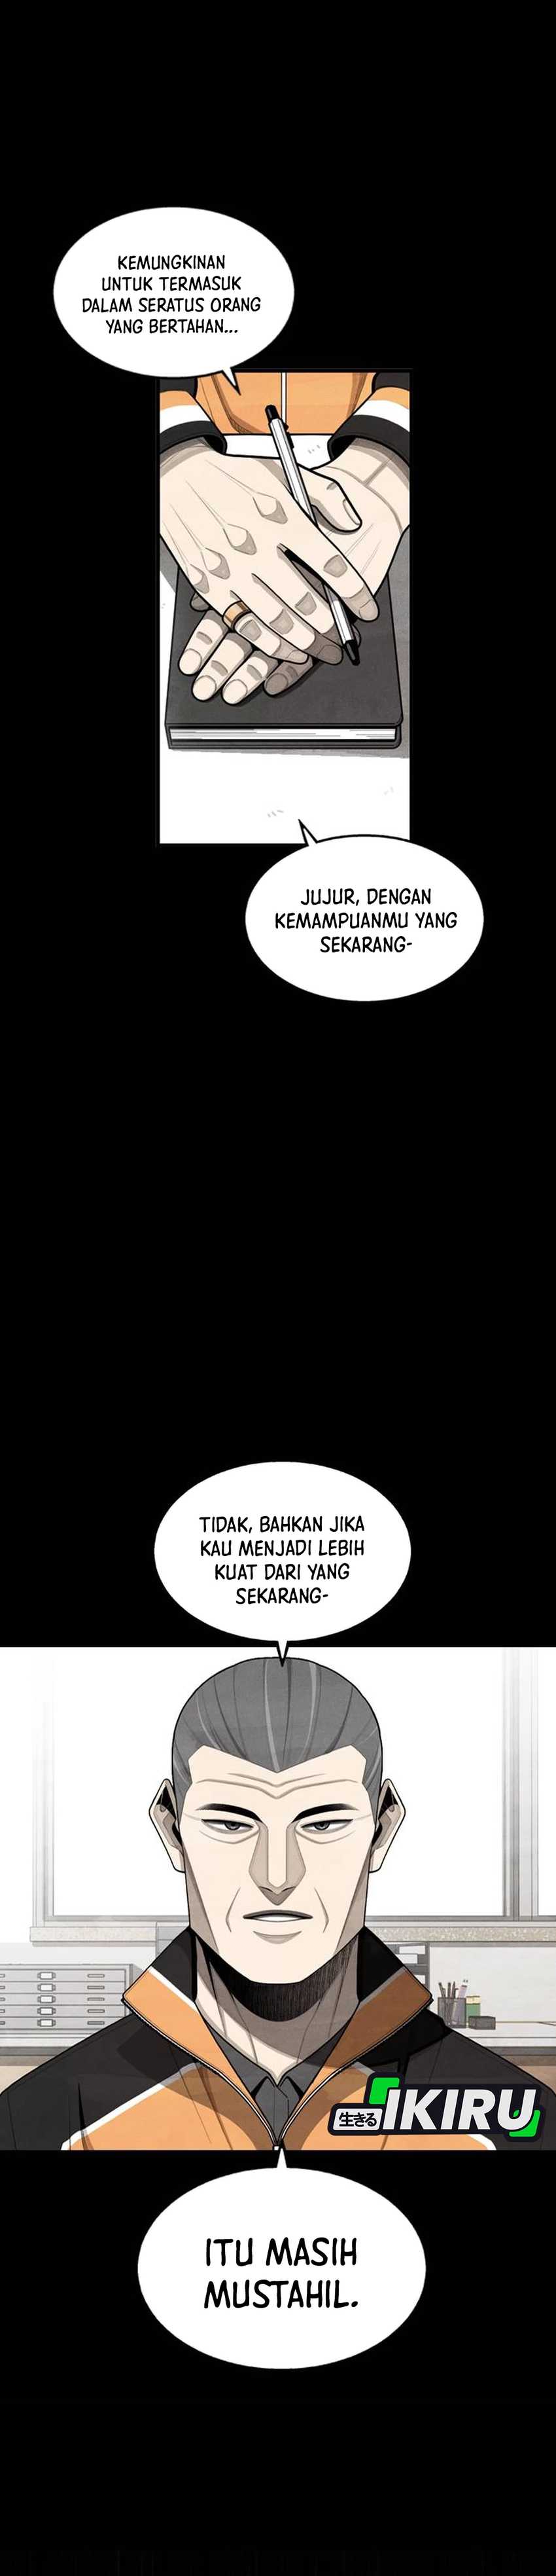 KEMUNGKINAN
UNTUK TERMASUK
DALAM SERATUS ORANG
YANG BERTAHAN...
JUJUR, DENGAN
KEMAMPUANMU YANG
SEKARANG-
TIDAK, BAHKAN JIKA
KAU MENJADI LEBIH
KUAT DARI YANG
SEKARANG-
生きる IKIRU
ITU MASIH
MUSTAHIL.